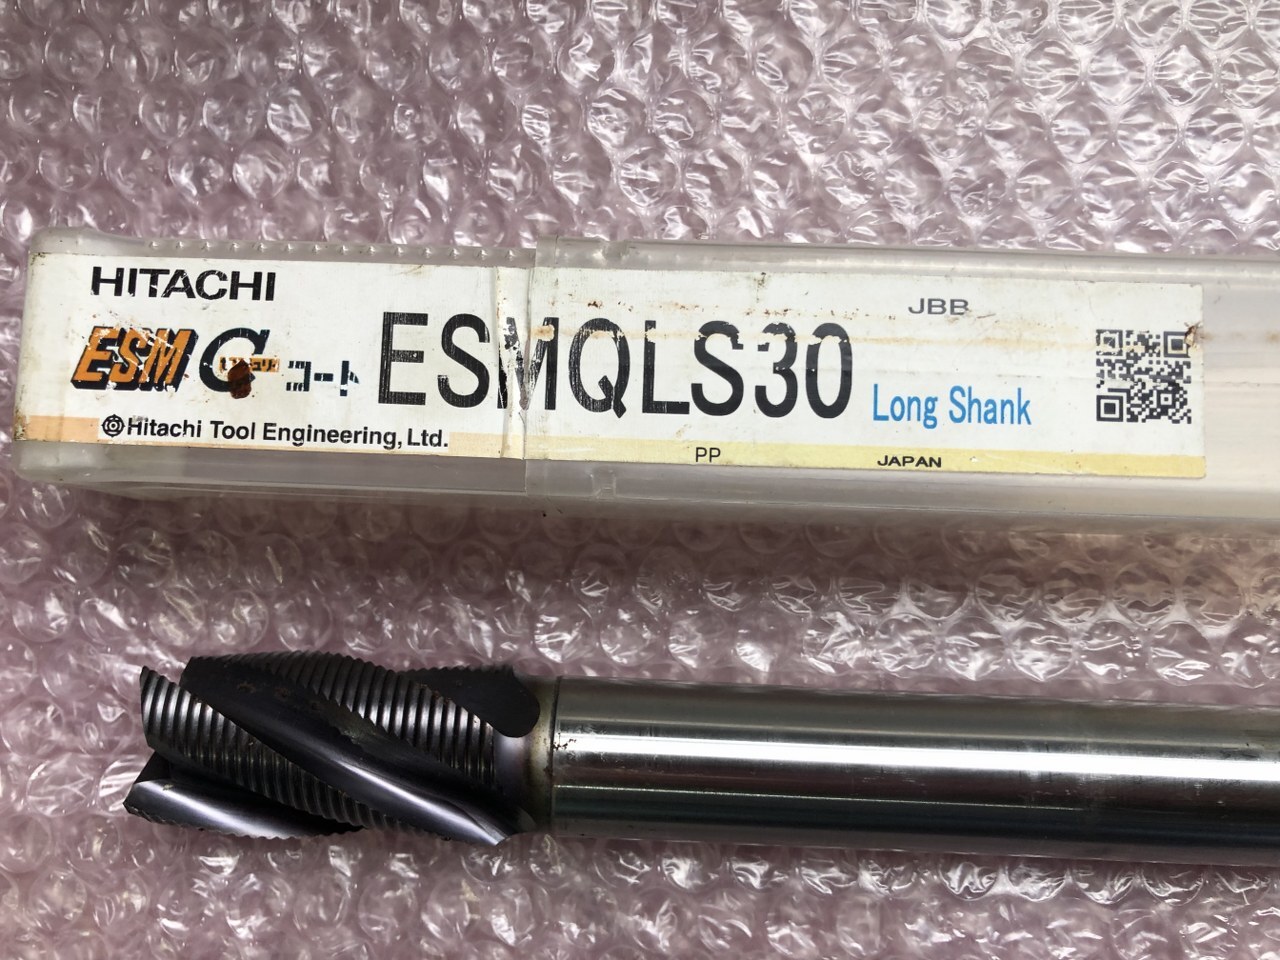 HITACHI
JBB
ESM G コート
ESMQLS30
Long Shank
Hitachi Tool Engineering, Ltd.
PP
JAPAN